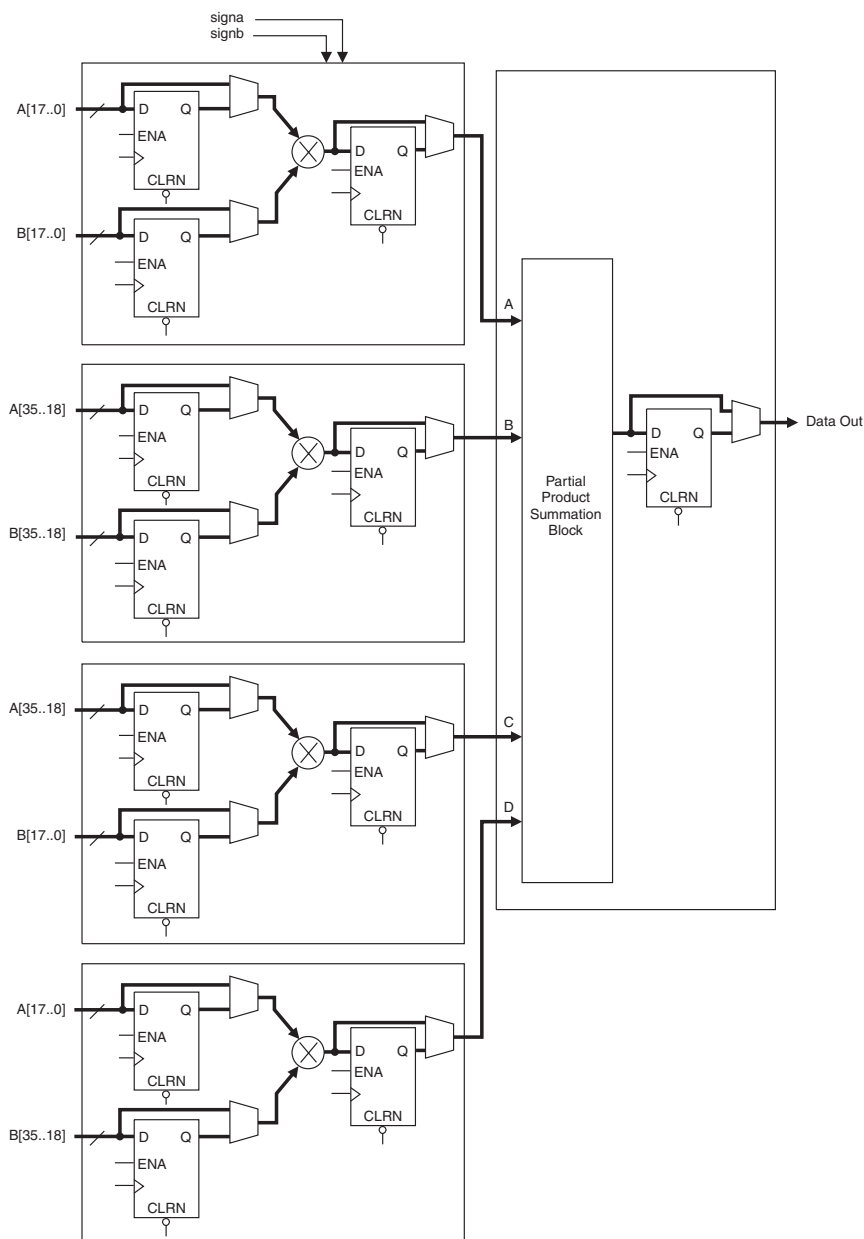 signa
signb
A[17..0]
D Q
ENA
CLRN
D Q
ENA
CLRN
B[17..0]
D Q
ENA
CLRN
A
A[35..18]
D Q
ENA
CLRN
D Q
ENA
CLRN
B[35..18]
D Q
ENA
CLRN
B
Partial
Product
Summation
Block
D Q
ENA
CLRN
Data Out
A[35..18]
D Q
ENA
CLRN
D Q
ENA
CLRN
B[17..0]
D Q
ENA
CLRN
C
D
A[17..0]
D Q
ENA
CLRN
D Q
ENA
CLRN
B[35..18]
D Q
ENA
CLRN